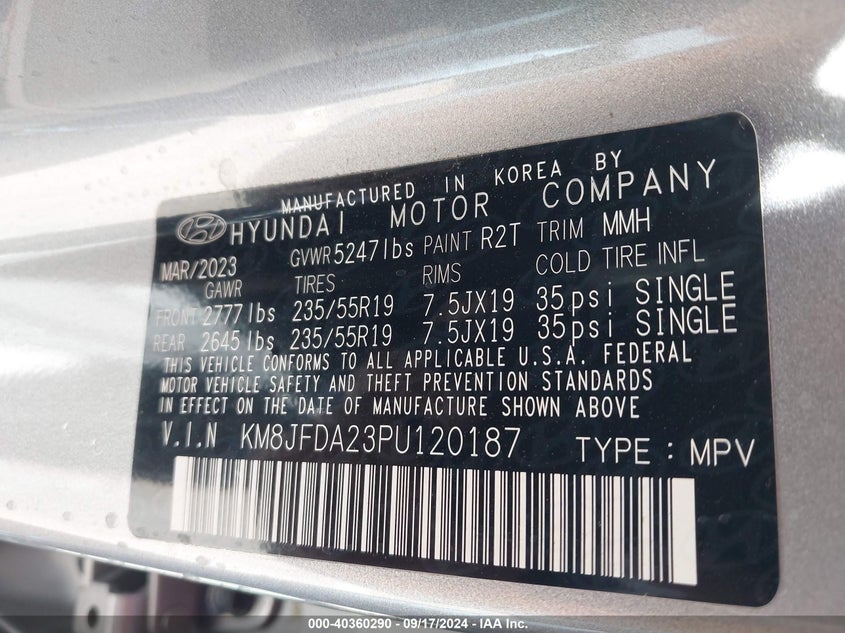 MANUFACTURED IN KOREA BY
HYUNDAI MOTOR COMPANY
MAR/2023 GVWR 5247lbs PAINT R2T TRIM MMH
GAWR TIRES RIMS COLD TIRE INFL
FRONT 2777lbs 235/55R19 7.5JX19 35psi SINGLE
REAR 2645lbs 235/55R19 7.5JX19 35psi SINGLE
THIS VEHICLE CONFORMS TO ALL APPLICABLE U.S.A. FEDERAL
MOTOR VEHICLE SAFETY AND THEFT PREVENTION STANDARDS
IN EFFECT ON THE DATE OF MANUFACTURE SHOWN ABOVE
V.I.N KM8JFDA23PU120187 TYPE : MPV
000-40360290 - 09/17/2024 - IAA Inc.